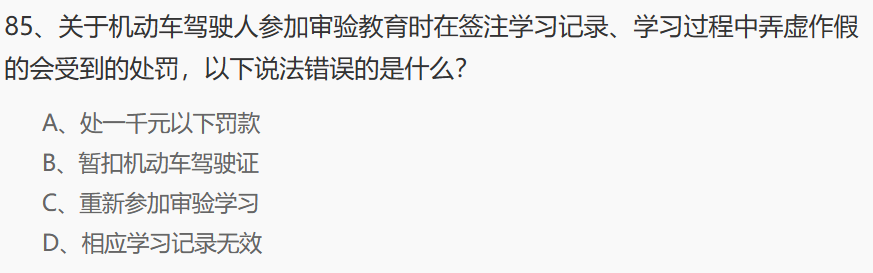 85、关于机动车驾驶人参加审验教育时在签注学习记录、学习过程中弄虚作假
的会受到的处罚，以下说法错误的是什么？
A、处一千元以下罚款
B、暂扣机动车驾驶证
C、重新参加审验学习
D、相应学习记录无效